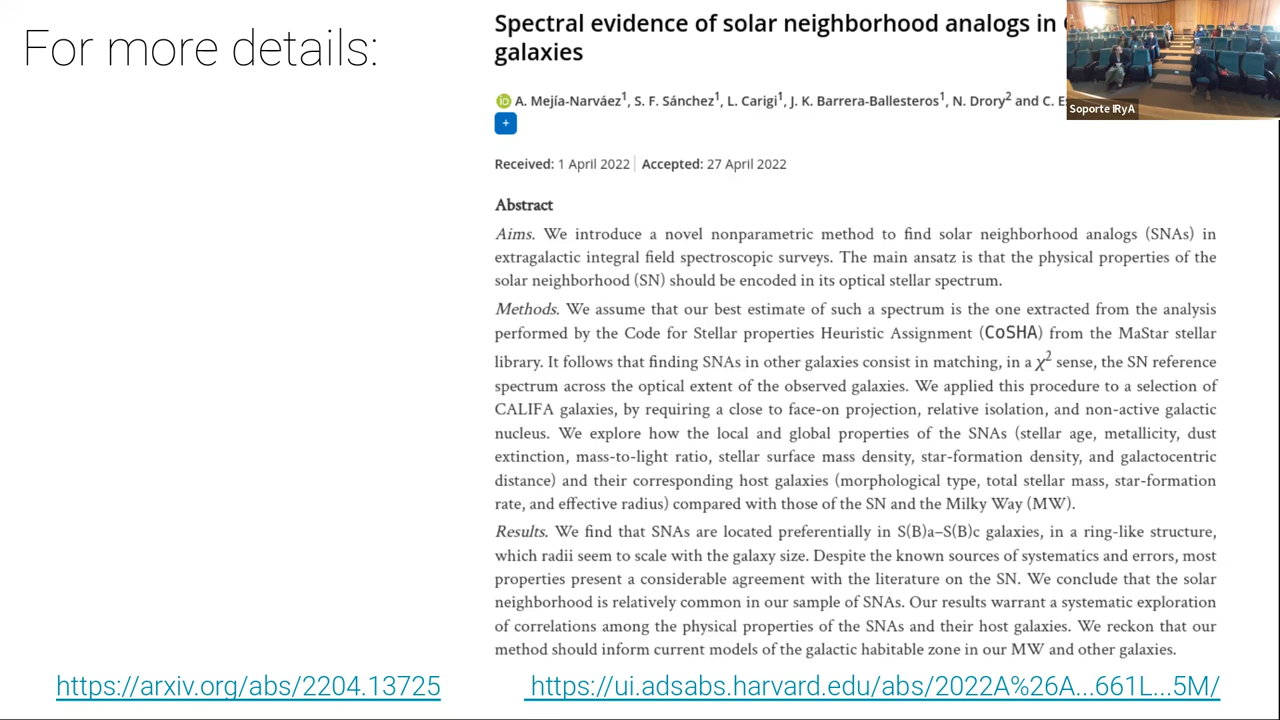 For more details:
Spectral evidence of solar neighborhood analogs in
galaxies
iD A. Mejía-Narváez1, S. F. Sánchez1, L. Carigi1, J. K. Barrera-Ballesteros1, N. Drory2 and C.
+
Received: 1 April 2022 | Accepted: 27 April 2022
Abstract
Aims. We introduce a novel nonparametric method to find solar neighborhood analogs (SNAs) in
extragalactic integral field spectroscopic surveys. The main ansatz is that the physical properties of the
solar neighborhood (SN) should be encoded in its optical stellar spectrum.
Methods. We assume that our best estimate of such a spectrum is the one extracted from the analysis
performed by the Code for Stellar properties Heuristic Assignment (CoSHA) from the MaStar stellar
library. It follows that finding SNAs in other galaxies consist in matching, in a χ2 sense, the SN reference
spectrum across the optical extent of the observed galaxies. We applied this procedure to a selection of
CALIFA galaxies, by requiring a close to face-on projection, relative isolation, and non-active galactic
nucleus. We explore how the local and global properties of the SNAs (stellar age, metallicity, dust
extinction, mass-to-light ratio, stellar surface mass density, star-formation density, and galactocentric
distance) and their corresponding host galaxies (morphological type, total stellar mass, star-formation
rate, and effective radius) compared with those of the SN and the Milky Way (MW).
Results. We find that SNAs are located preferentially in S(B)a–S(B)c galaxies, in a ring-like structure,
which radii seem to scale with the galaxy size. Despite the known sources of systematics and errors, most
properties present a considerable agreement with the literature on the SN. We conclude that the solar
neighborhood is relatively common in our sample of SNAs. Our results warrant a systematic exploration
of correlations among the physical properties of the SNAs and their host galaxies. We reckon that our
method should inform current models of the galactic habitable zone in our MW and other galaxies.
https://arxiv.org/abs/2204.13725
https://ui.adsabs.harvard.edu/abs/2022A%26A...661L...5M/
Soporte IRyA